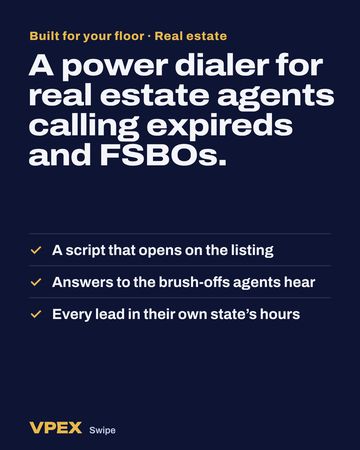 Built for your floor · Real estate
A power dialer for
real estate agents
calling expireds
and FSBOs.
A script that opens on the listing
Answers to the brush-offs agents hear
Every lead in their own state’s hours
VPEX Swipe